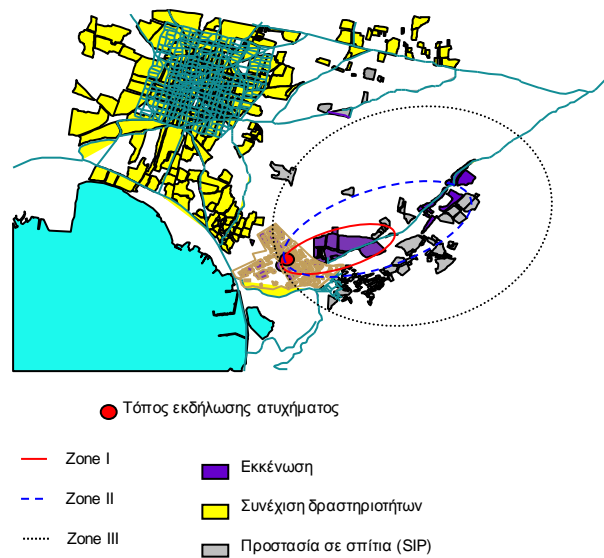 Τόπος εκδήλωσης ατυχήματος
Zone I
Zone II
Zone III
Εκκένωση
Συνέχιση δραστηριοτήτων
Προστασία σε σπίτια (SIP)